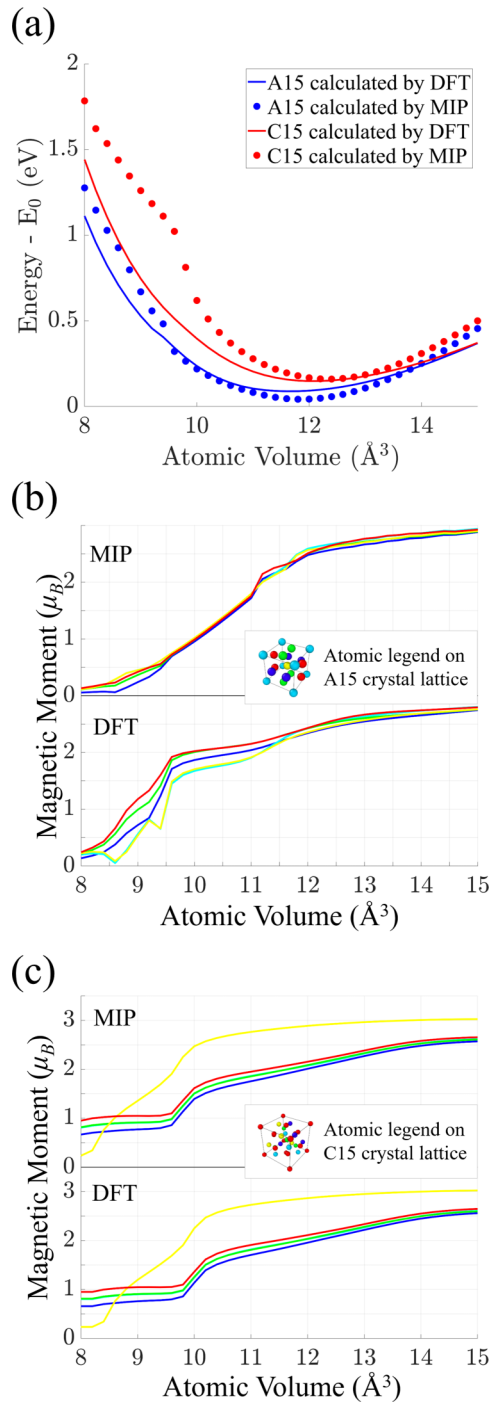 (a)
2
1.5
1
0.5
0
Energy - E0 (eV)
A15 calculated by DFT
A15 calculated by MIP
C15 calculated by DFT
C15 calculated by MIP
8
10
12
14
Atomic Volume (Å³)
(b)
MIP
2
1
0
Magnetic Moment (μB)
Atomic legend on
A15 crystal lattice
DFT
2
1
0
8
9
10
11
12
13
14
15
Atomic Volume (Å³)
(c)
3
MIP
2
1
0
Magnetic Moment (μB)
Atomic legend on
C15 crystal lattice
3
DFT
2
1
0
8
9
10
11
12
13
14
15
Atomic Volume (Å³)